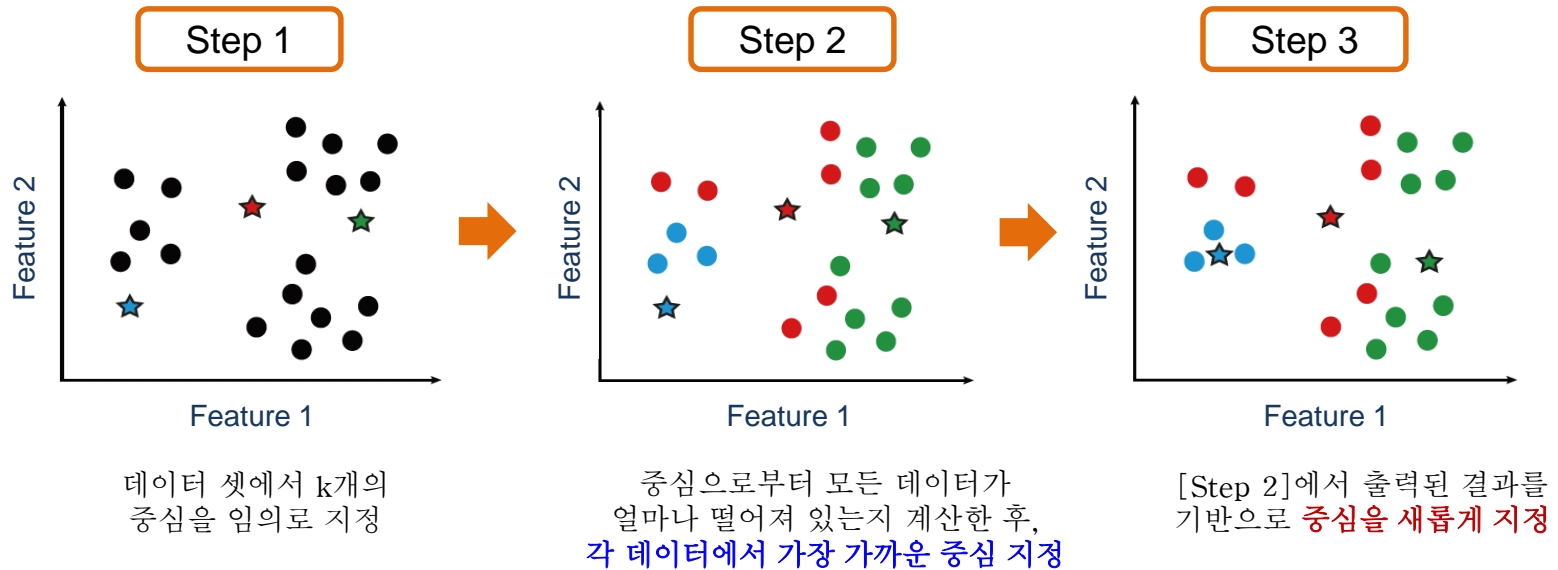 Step 1
Step 2
Step 3
Feature 2
Feature 1
Feature 2
Feature 1
Feature 2
Feature 1
데이터 셋에서 k개의
중심을 임의로 지정
중심으로부터 모든 데이터가
얼마나 떨어져 있는지 계산한 후,
각 데이터에서 가장 가까운 중심 지정
[Step 2]에서 출력된 결과를
기반으로 중심을 새롭게 지정